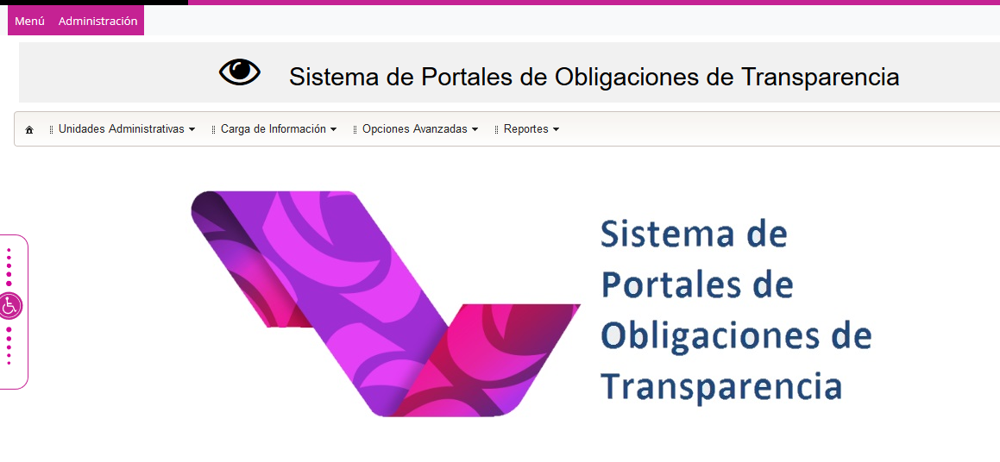 Menú Administración
Sistema de Portales de Obligaciones de Transparencia
Unidades Administrativas Carga de Información Opciones Avanzadas Reportes
Sistema de
Portales de
Obligaciones de
Transparencia